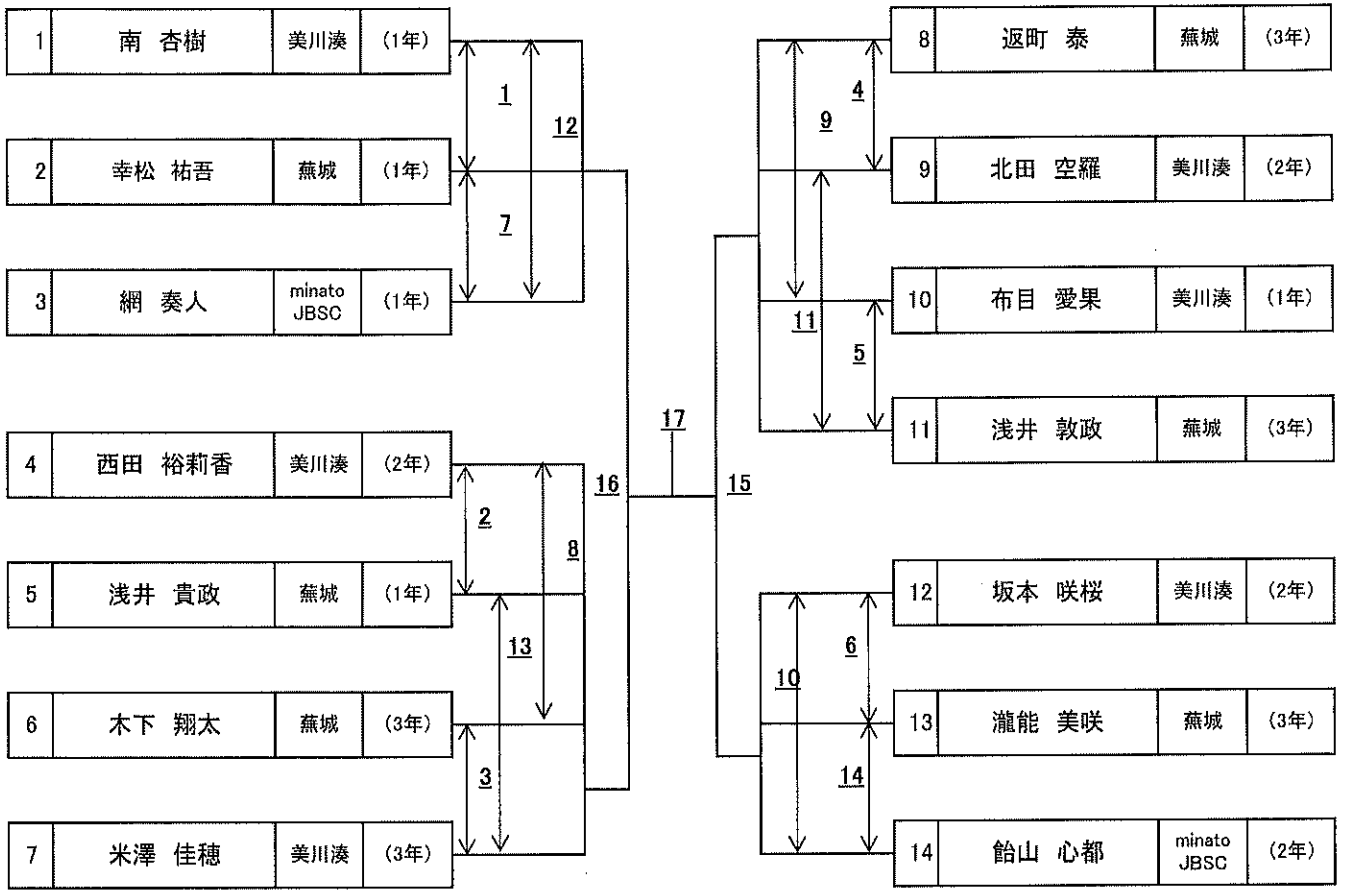 1 南 杏樹 美川湊 (1年)
2 幸松 祐吾 蕪城 (1年)
3 網 奏人 minato JBSC (1年)
4 西田 裕莉香 美川湊 (2年)
5 浅井 貴政 蕪城 (1年)
6 木下 翔太 蕪城 (3年)
7 米澤 佳穂 美川湊 (3年)
1
12
7
2
16
8
13
3
17
15
9
4
11
5
6
10
14
8 返町 泰 蕪城 (3年)
9 北田 空羅 美川湊 (2年)
10 布目 愛果 美川湊 (1年)
11 浅井 敦政 蕪城 (3年)
12 坂本 咲桜 美川湊 (2年)
13 瀧能 美咲 蕪城 (3年)
14 飴山 心都 minato JBSC (2年)